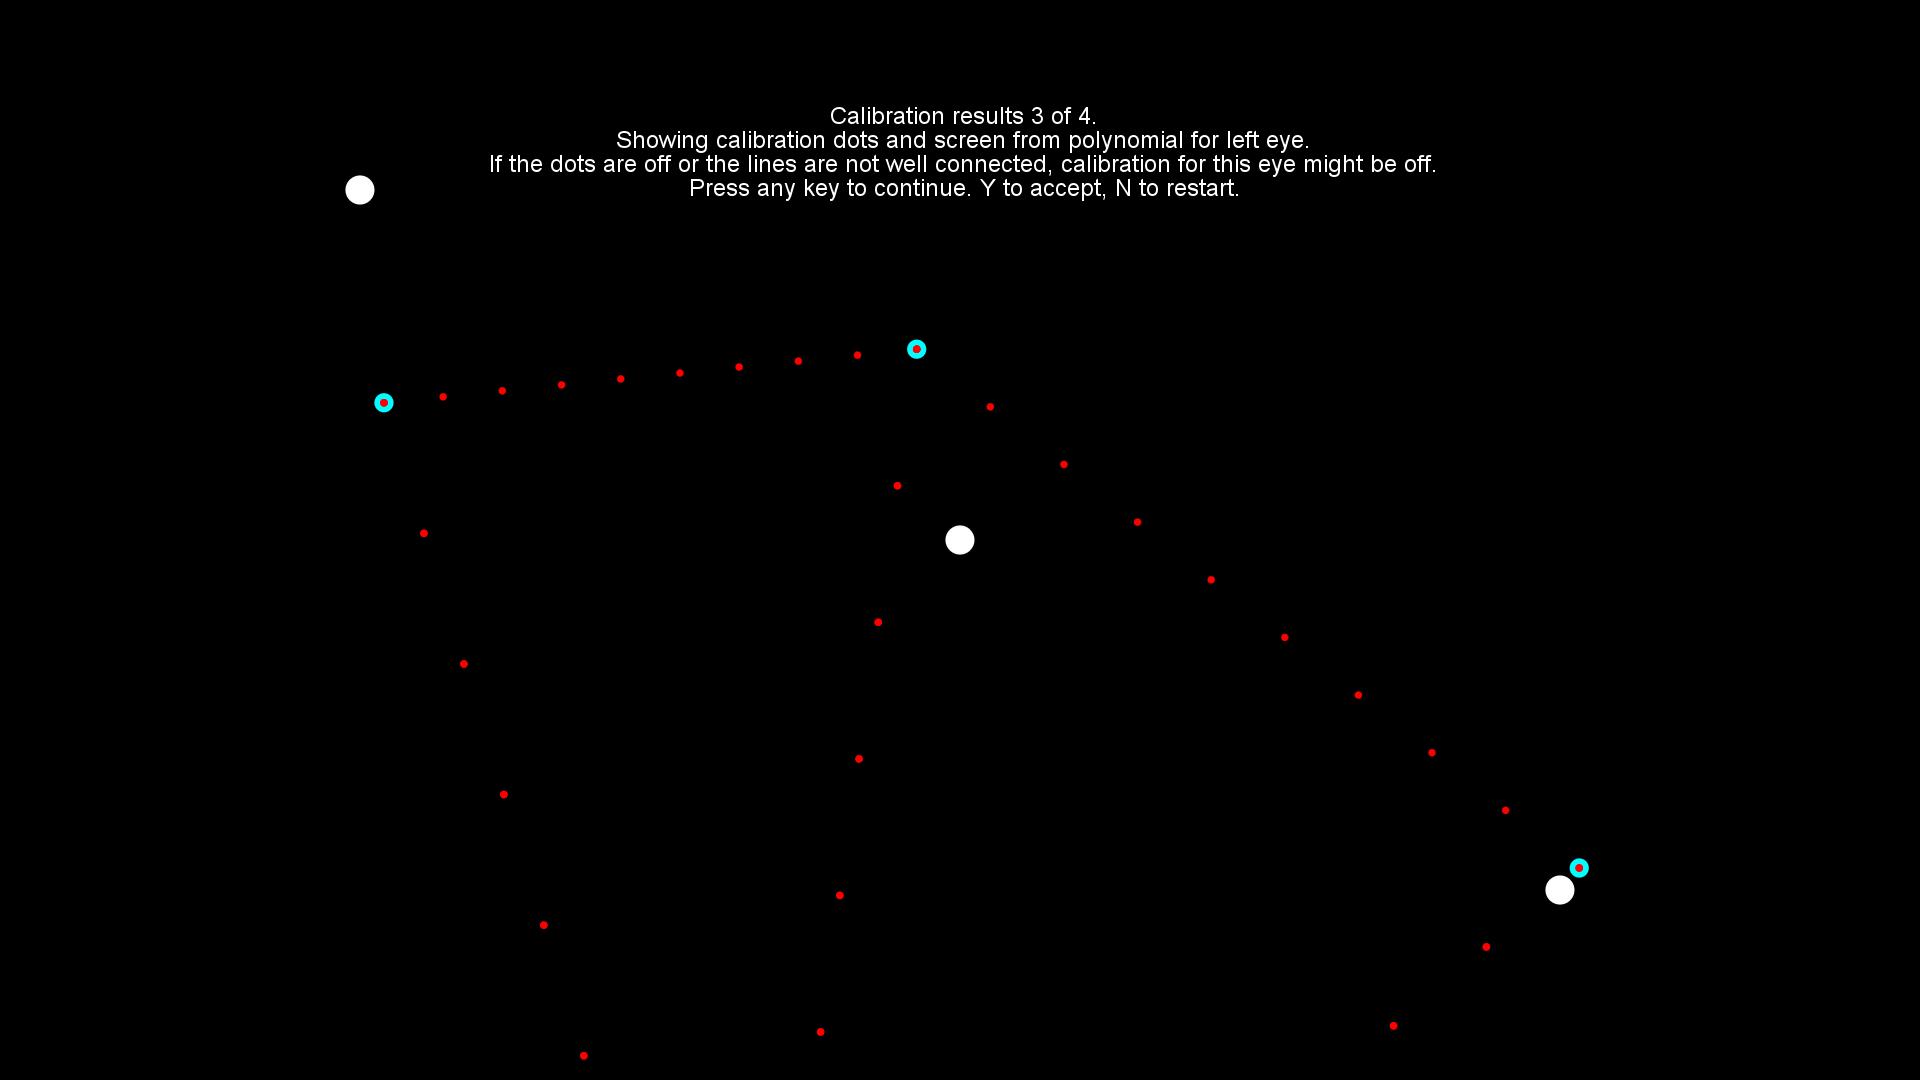 Calibration results 3 of 4.
Showing calibration dots and screen from polynomial for left eye.
If the dots are off or the lines are not well connected, calibration for this eye might be off.
Press any key to continue. Y to accept, N to restart.